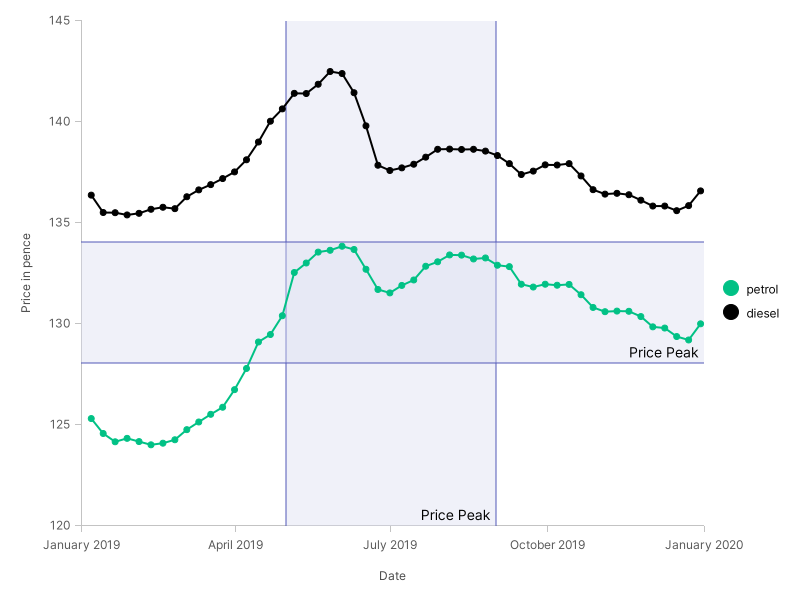 145
140
135
130
125
120
Price in pence
Price Peak
Price Peak
January 2019
April 2019
July 2019
October 2019
January 2020
Date
petrol
diesel